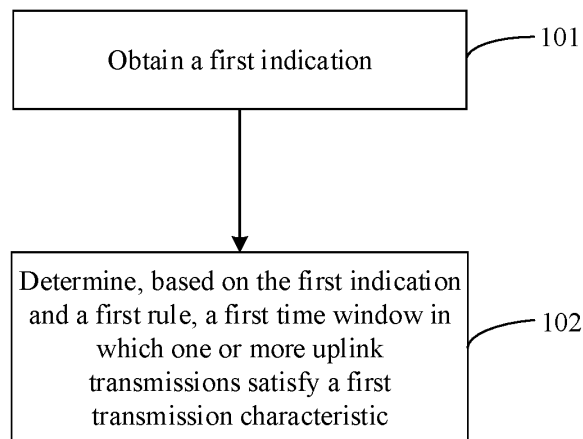 Obtain a first indication
101
Determine, based on the first indication
and a first rule, a first time window in
which one or more uplink
transmissions satisfy a first
transmission characteristic
102